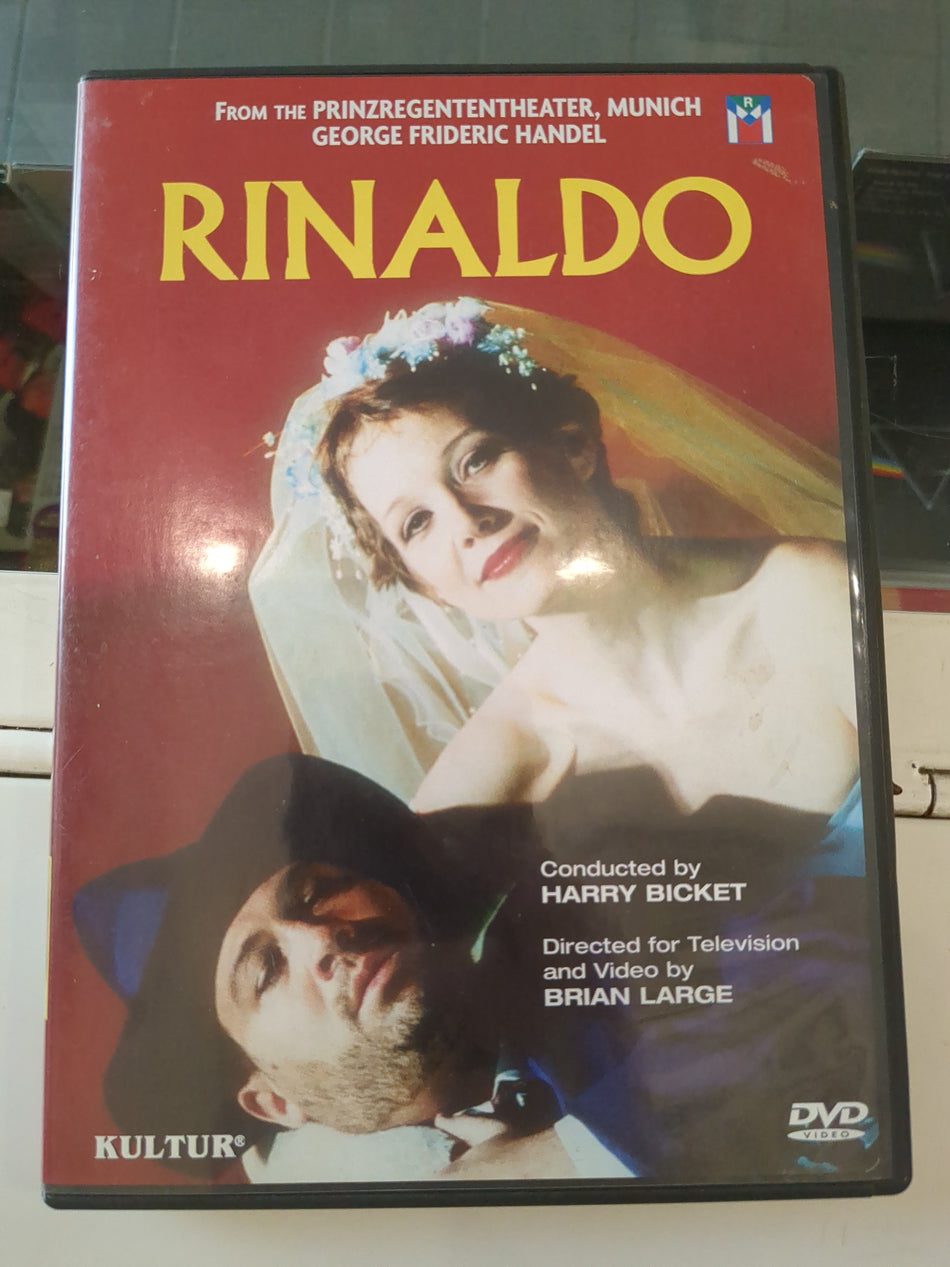 FROM THE PRINZREGENTENTHEATER, MUNICH
GEORGE FRIDERIC HANDEL
R
M
RINALDO
Conducted by
HARRY BICKET
Directed for Television
and Video by
BRIAN LARGE
KULTUR®
DVD
VIDEO